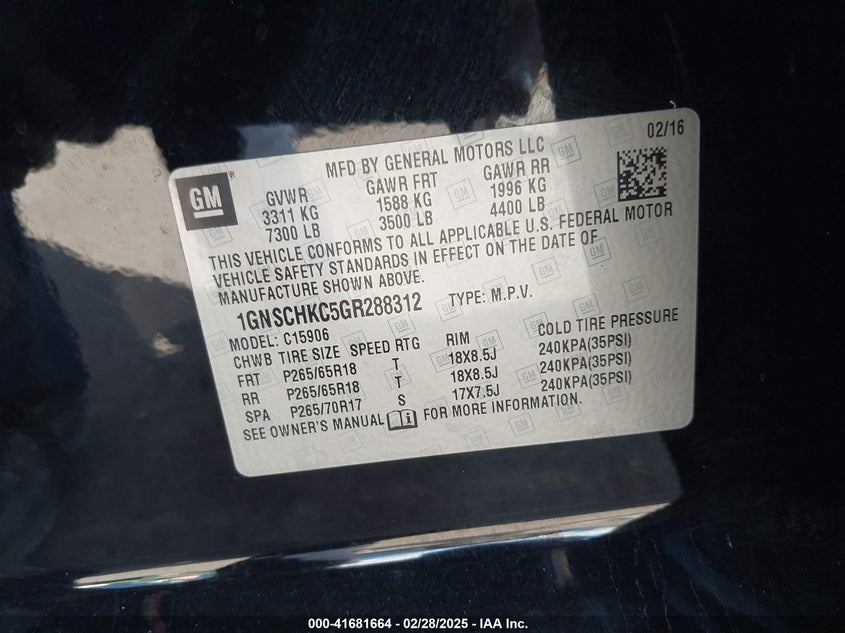 02/16
MFD BY GENERAL MOTORS LLC
GM
GVWR GAWR FRT GAWR RR
3311 KG 1588 KG 1996 KG
7300 LB 3500 LB 4400 LB
THIS VEHICLE CONFORMS TO ALL APPLICABLE U.S. FEDERAL MOTOR
VEHICLE SAFETY STANDARDS IN EFFECT ON THE DATE OF
MANUFACTURE SHOWN ABOVE.
1GNSCHKC5GR288312 TYPE: M.P.V.
MODEL: C15906
CHWB TIRE SIZE SPEED RTG RIM COLD TIRE PRESSURE
FRT P265/65R18 T 18X8.5J 240KPA(35PSI)
RR P265/65R18 T 18X8.5J 240KPA(35PSI)
SPA P265/70R17 S 17X7.5J 240KPA(35PSI)
SEE OWNER'S MANUAL FOR MORE INFORMATION.
000-41681664 - 02/28/2025 - IAA Inc.